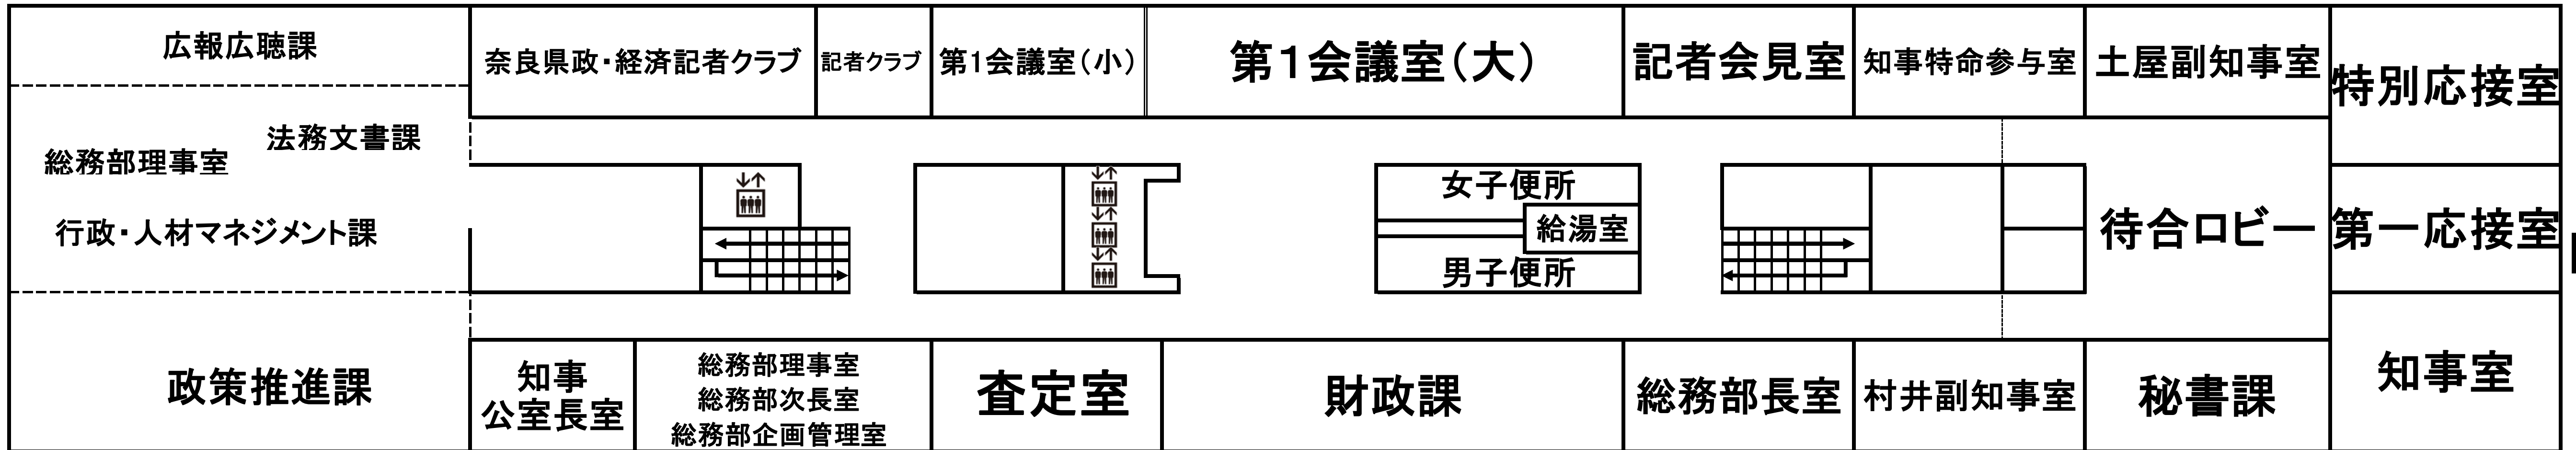 広報広聴課
奈良県政・経済記者クラブ
記者クラブ
第1会議室（小）
第１会議室（大）
記者会見室
知事特命参与室
土屋副知事室
特別応接室
法務文書課
総務部理事室
行政・人材マネジメント課
女子便所
給湯室
男子便所
待合ロビー
第一応接室
政策推進課
知事
公室長室
総務部理事室
総務部次長室
総務部企画管理室
査定室
財政課
総務部長室
村井副知事室
秘書課
知事室